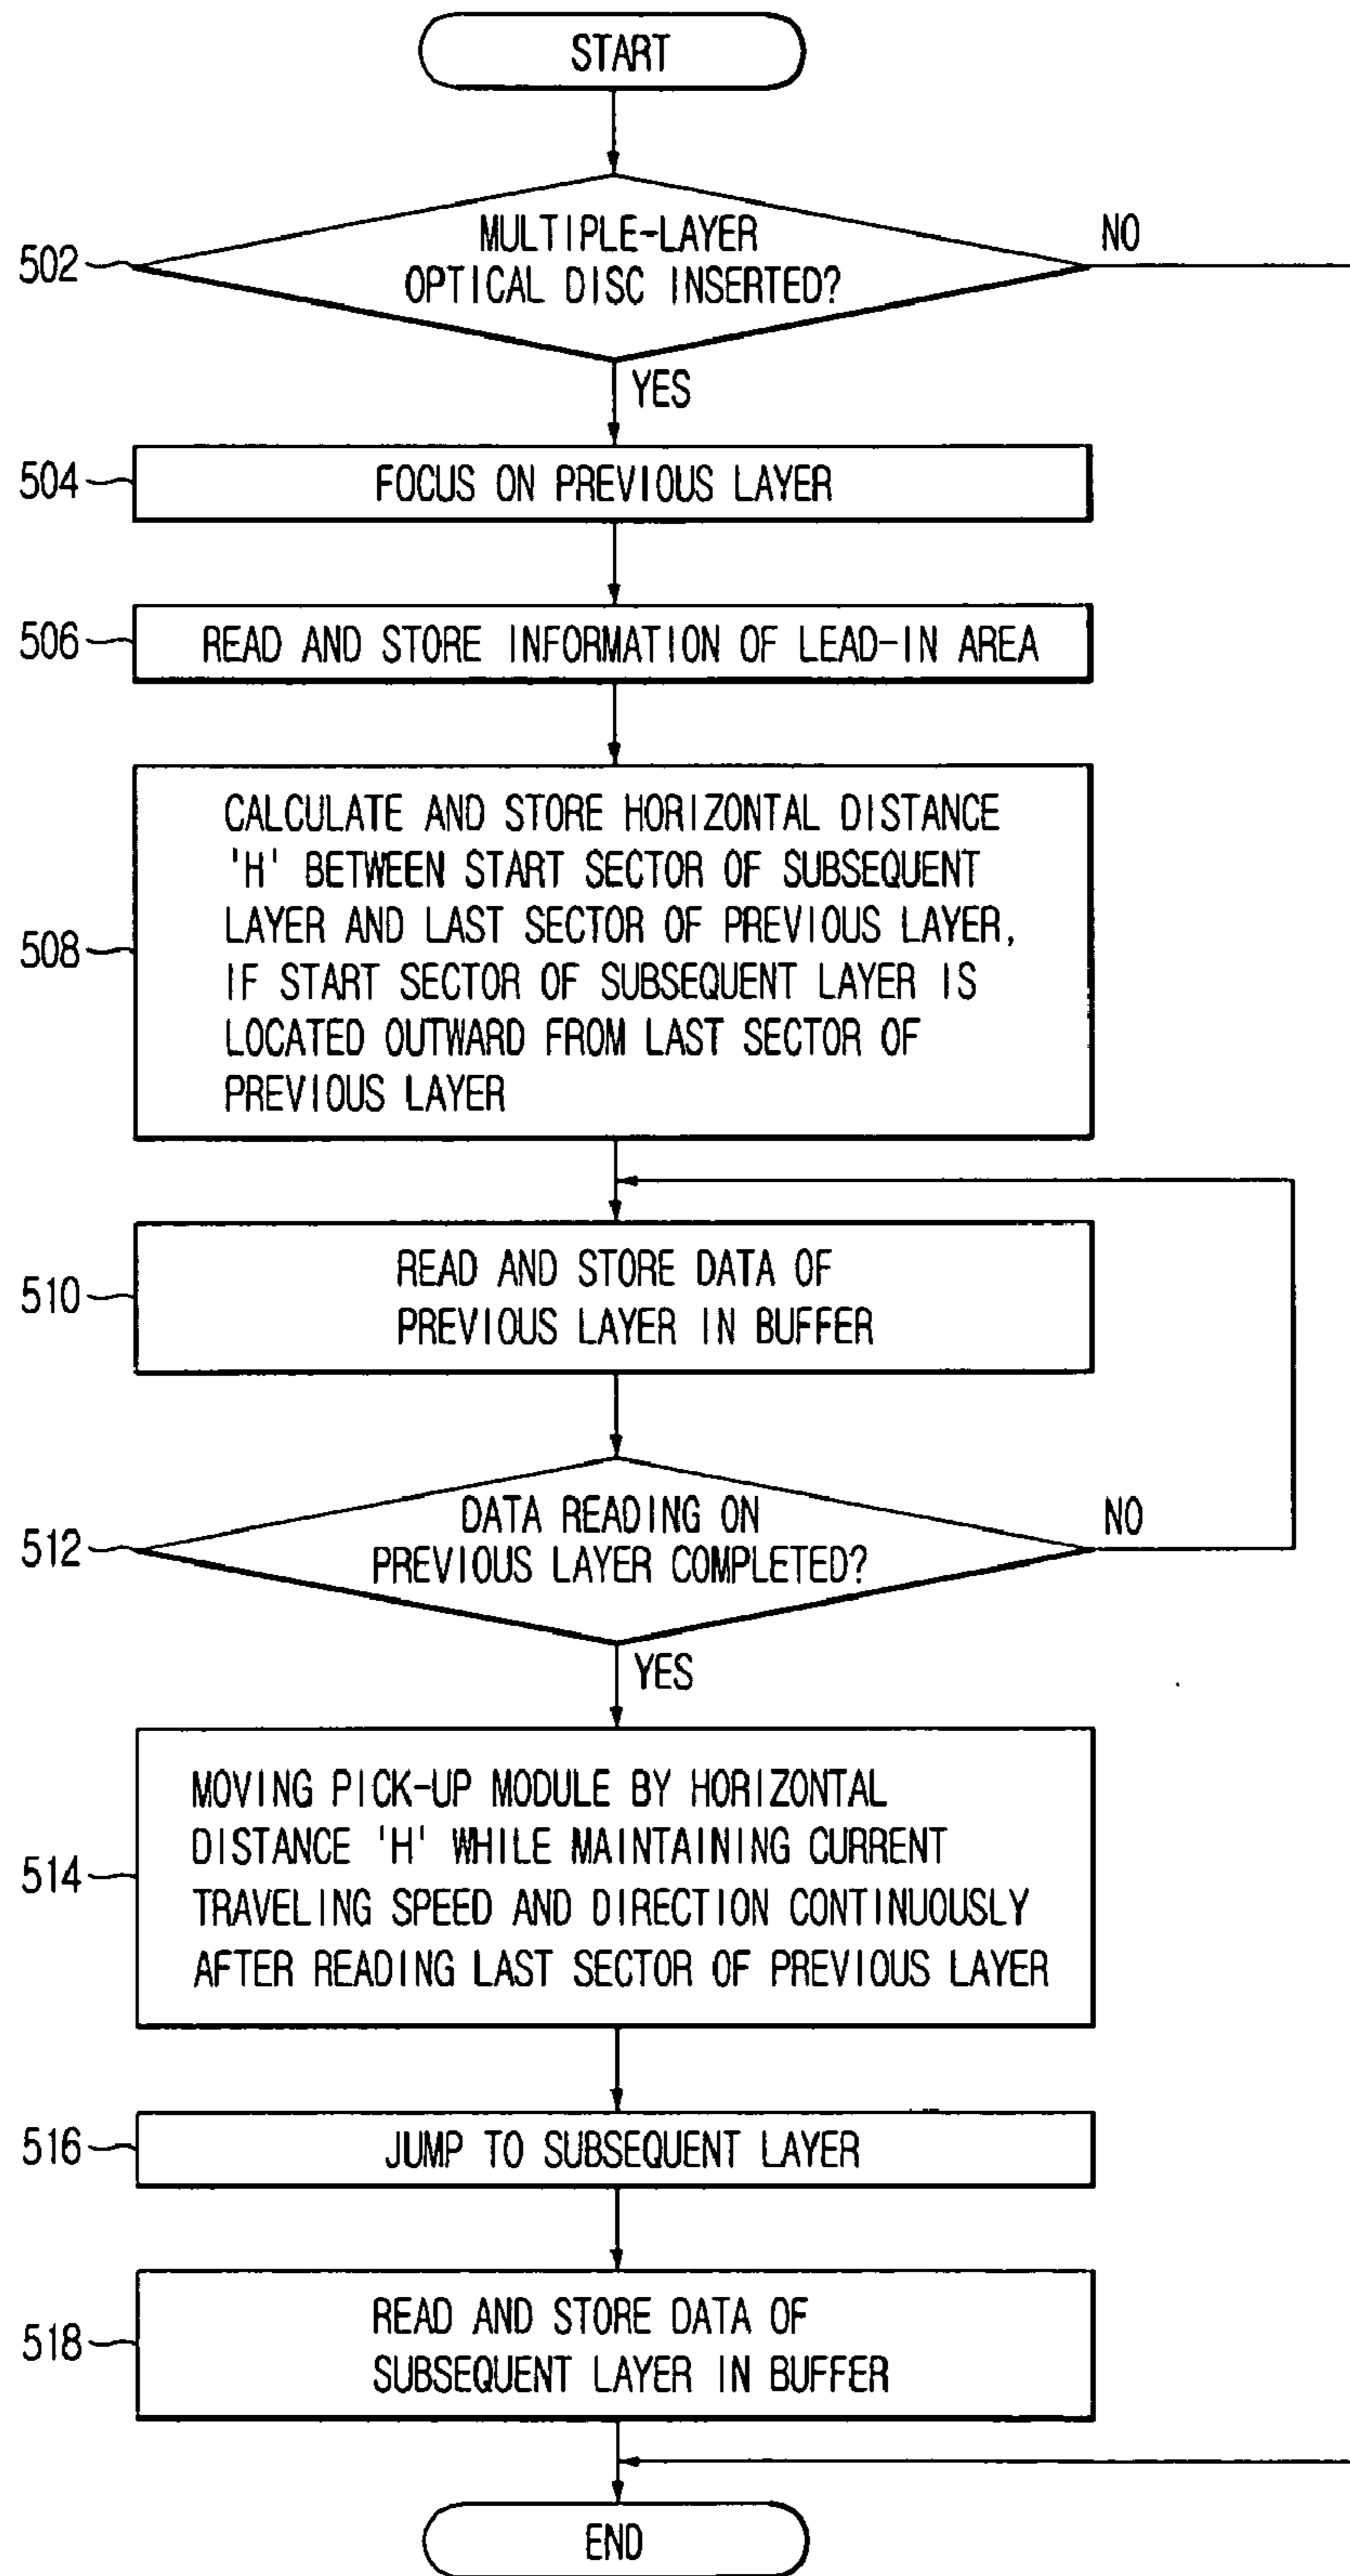 START
502
MULTIPLE-LAYER
OPTICAL DISC INSERTED?
NO
YES
504
FOCUS ON PREVIOUS LAYER
506
READ AND STORE INFORMATION OF LEAD-IN AREA
508
CALCULATE AND STORE HORIZONTAL DISTANCE
'H' BETWEEN START SECTOR OF SUBSEQUENT
LAYER AND LAST SECTOR OF PREVIOUS LAYER,
IF START SECTOR OF SUBSEQUENT LAYER IS
LOCATED OUTWARD FROM LAST SECTOR OF
PREVIOUS LAYER
510
READ AND STORE DATA OF
PREVIOUS LAYER IN BUFFER
512
DATA READING ON
PREVIOUS LAYER COMPLETED?
NO
YES
514
MOVING PICK-UP MODULE BY HORIZONTAL
DISTANCE 'H' WHILE MAINTAINING CURRENT
TRAVELING SPEED AND DIRECTION CONTINUOUSLY
AFTER READING LAST SECTOR OF PREVIOUS LAYER
516
JUMP TO SUBSEQUENT LAYER
518
READ AND STORE DATA OF
SUBSEQUENT LAYER IN BUFFER
END